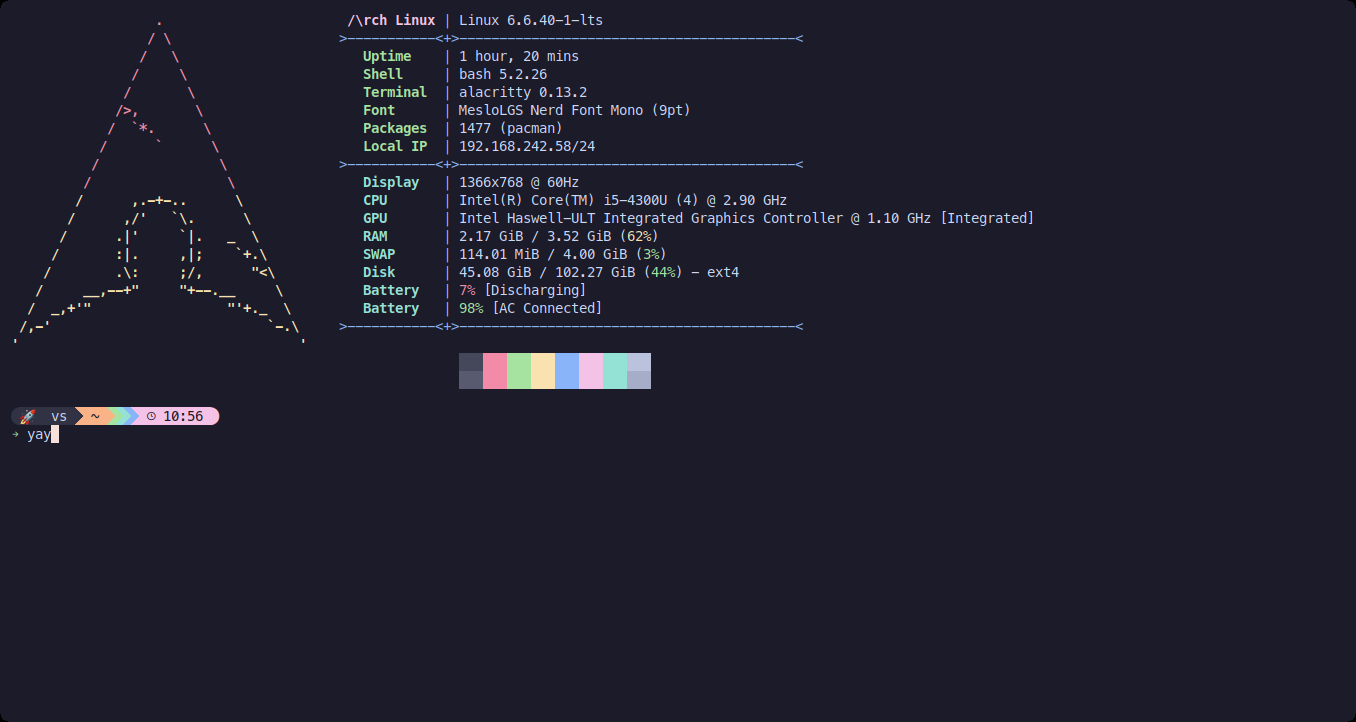 /\rch Linux | Linux 6.6.40-1-lts
>-----------<+>------------------------------------------<
Uptime | 1 hour, 20 mins
Shell | bash 5.2.26
Terminal | alacritty 0.13.2
Font | MesloLGS Nerd Font Mono (9pt)
Packages | 1477 (pacman)
Local IP | 192.168.242.58/24
>-----------<+>------------------------------------------<
Display | 1366x768 @ 60Hz
CPU | Intel(R) Core(TM) i5-4300U (4) @ 2.90 GHz
GPU | Intel Haswell-ULT Integrated Graphics Controller @ 1.10 GHz [Integrated]
RAM | 2.17 GiB / 3.52 GiB (62%)
SWAP | 114.01 MiB / 4.00 GiB (3%)
Disk | 45.08 GiB / 102.27 GiB (44%) - ext4
Battery | 7% [Discharging]
Battery | 98% [AC Connected]
>-----------<+>------------------------------------------<
🚀 vs ~ 10:56
→ yay